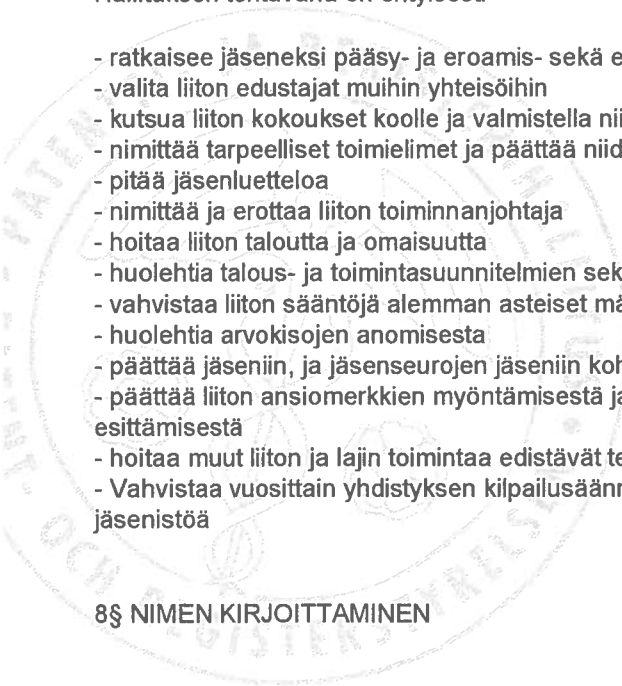 - ratkaisee jäseneksi pääsy- ja eroamis- sekä e
- valita liiton edustajat muihin yhteisöihin
- kutsua liiton kokoukset koolle ja valmistella nii
- nimittää tarpeelliset toimielimet ja päättää niid
- pitää jäsenluetteloa
- nimittää ja erottaa liiton toiminnanjohtaja
- hoitaa liiton taloutta ja omaisuutta
- huolehtia talous- ja toimintasuunnitelmien sek
- vahvistaa liiton sääntöjä alemman asteiset mä
- huolehtia arvokisojen anomisesta
- päättää jäseniin, ja jäsenseurojen jäseniin koh
- päättää liiton ansiomerkkien myöntämisestä ja
esittämisestä
- hoitaa muut liiton ja lajin toimintaa edistävät te
- Vahvistaa vuosittain yhdistyksen kilpailusäänn
jäsenistöä
8§ NIMEN KIRJOITTAMINEN